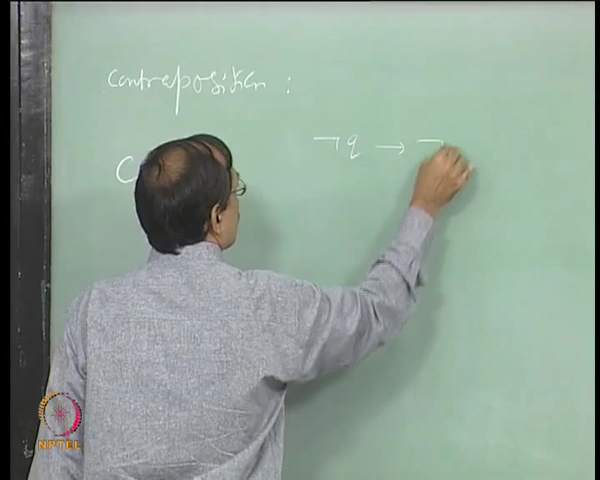 Contraposition :
C ¬q → ¬
NPTEL